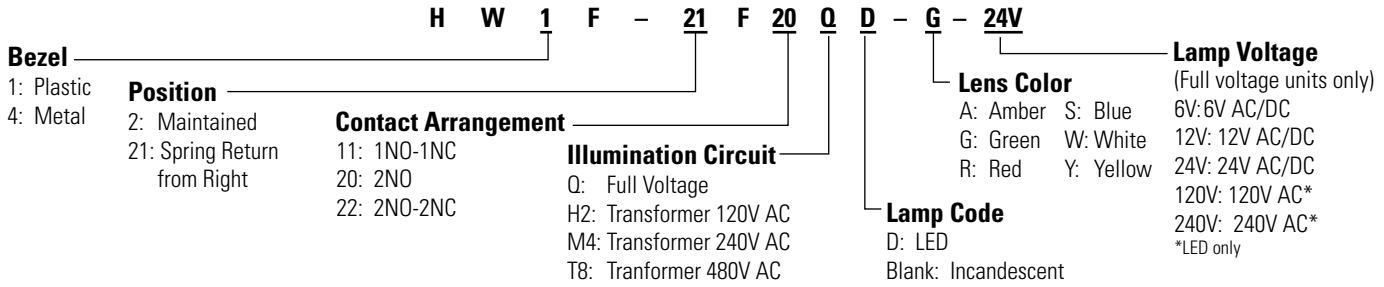 H W 1 F – 21 F 20 Q D – G – 24V
Bezel
1: Plastic
4: Metal
Position
2: Maintained
21: Spring Return
from Right
Contact Arrangement
11: 1NO-1NC
20: 2NO
22: 2NO-2NC
Illumination Circuit
Q: Full Voltage
H2: Transformer 120V AC
M4: Transformer 240V AC
T8: Tranformer 480V AC
Lamp Code
D: LED
Blank: Incandescent
Lens Color
A: Amber S: Blue
G: Green W: White
R: Red Y: Yellow
Lamp Voltage
(Full voltage units only)
6V: 6V AC/DC
12V: 12V AC/DC
24V: 24V AC/DC
120V: 120V AC*
240V: 240V AC*
*LED only